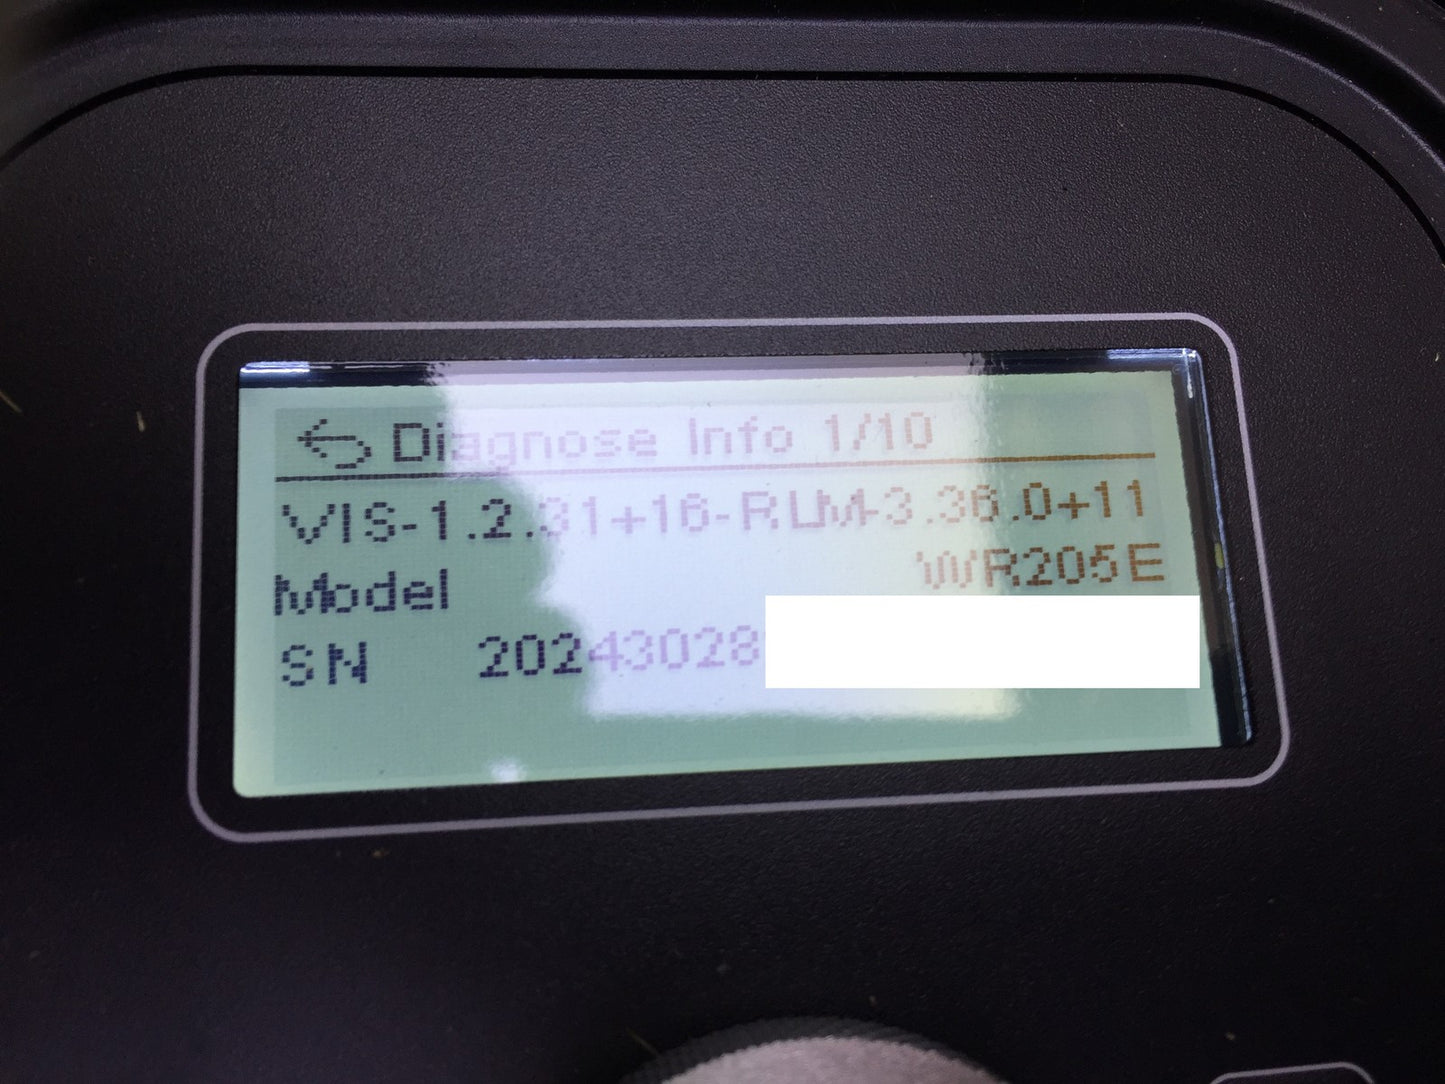 Diagnose Info 1/10
VIS-1.2.31+16-RLM-3.36.0+11
Model WR205E
SN 20243028